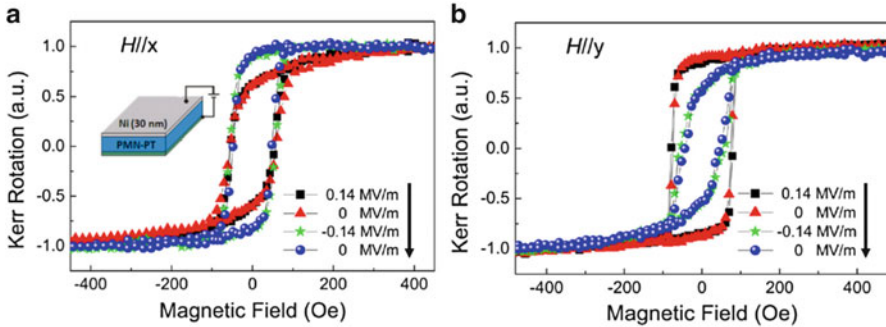 a
H//x
Kerr Rotation (a.u.)
1.0
0.5
0.0
-0.5
-1.0
Ni (30 nm)
PMN-PT
0.14 MV/m
0 MV/m
-0.14 MV/m
0 MV/m
-400 -200 0 200 400
Magnetic Field (Oe)
b
H//y
Kerr Rotation (a.u.)
1.0
0.5
0.0
-0.5
-1.0
0.14 MV/m
0 MV/m
-0.14 MV/m
0 MV/m
-400 -200 0 200 400
Magnetic Field (Oe)